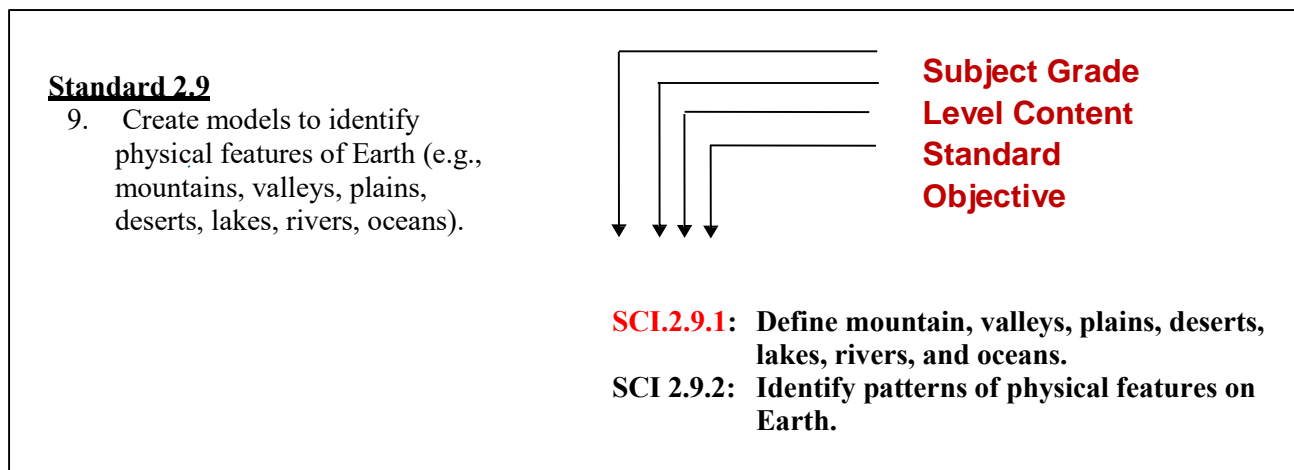 Standard 2.9
9. Create models to identify
physical features of Earth (e.g.,
mountains, valleys, plains,
deserts, lakes, rivers, oceans).
Subject Grade
Level Content
Standard
Objective
SCI.2.9.1: Define mountain, valleys, plains, deserts,
lakes, rivers, and oceans.
SCI 2.9.2: Identify patterns of physical features on
Earth.